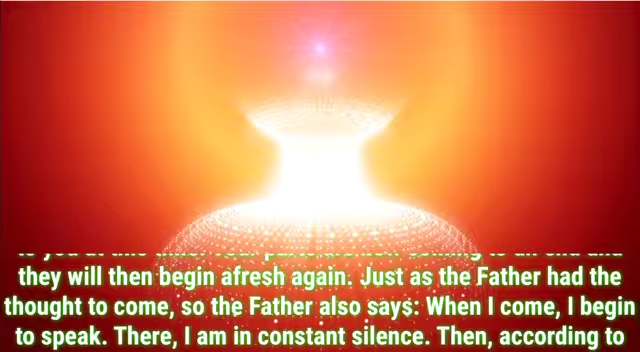 they will then begin afresh again. Just as the Father had the
thought to come, so the Father also says: When I come, I begin
to speak. There, I am in constant silence. Then, according to